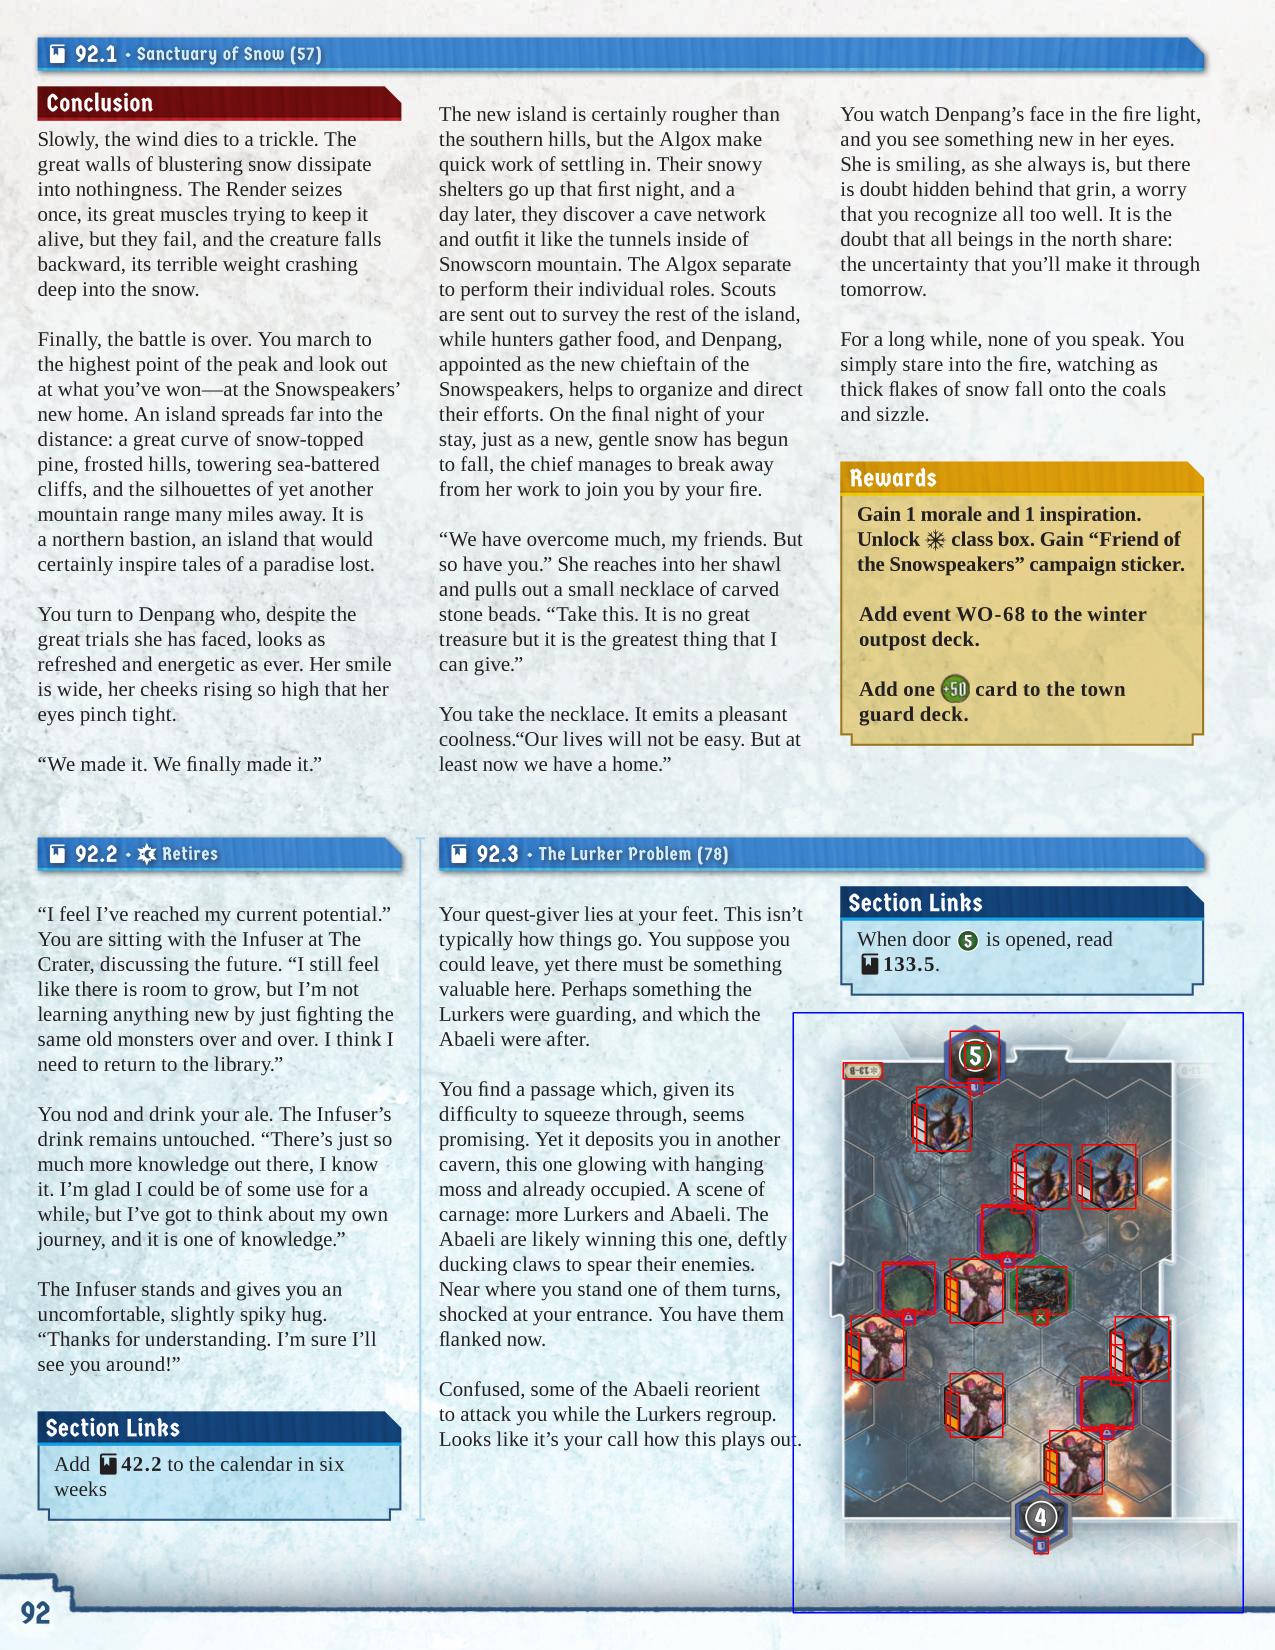 92.1 • Sanctuary of Snow (57)
Conclusion
Slowly, the wind dies to a trickle. The
great walls of blustering snow dissipate
into nothingness. The Render seizes
once, its great muscles trying to keep it
alive, but they fail, and the creature falls
backward, its terrible weight crashing
deep into the snow.
Finally, the battle is over. You march to
the highest point of the peak and look out
at what you’ve won—at the Snowspeakers’
new home. An island spreads far into the
distance: a great curve of snow-topped
pine, frosted hills, towering sea-battered
cliffs, and the silhouettes of yet another
mountain range many miles away. It is
a northern bastion, an island that would
certainly inspire tales of a paradise lost.
You turn to Denpang who, despite the
great trials she has faced, looks as
refreshed and energetic as ever. Her smile
is wide, her cheeks rising so high that her
eyes pinch tight.
“We made it. We finally made it.”
The new island is certainly rougher than
the southern hills, but the Algox make
quick work of settling in. Their snowy
shelters go up that first night, and a
day later, they discover a cave network
and outfit it like the tunnels inside of
Snowscorn mountain. The Algox separate
to perform their individual roles. Scouts
are sent out to survey the rest of the island,
while hunters gather food, and Denpang,
appointed as the new chieftain of the
Snowspeakers, helps to organize and direct
their efforts. On the final night of your
stay, just as a new, gentle snow has begun
to fall, the chief manages to break away
from her work to join you by your fire.
“We have overcome much, my friends. But
so have you.” She reaches into her shawl
and pulls out a small necklace of carved
stone beads. “Take this. It is no great
treasure but it is the greatest thing that I
can give.”
You take the necklace. It emits a pleasant
coolness.“Our lives will not be easy. But at
least now we have a home.”
You watch Denpang’s face in the fire light,
and you see something new in her eyes.
She is smiling, as she always is, but there
is doubt hidden behind that grin, a worry
that you recognize all too well. It is the
doubt that all beings in the north share:
the uncertainty that you’ll make it through
tomorrow.
For a long while, none of you speak. You
simply stare into the fire, watching as
thick flakes of snow fall onto the coals
and sizzle.
Rewards
Gain 1 morale and 1 inspiration.
Unlock class box. Gain “Friend of
the Snowspeakers” campaign sticker.
Add event WO-68 to the winter
outpost deck.
Add one +50 card to the town
guard deck.
92.2 • Retires
“I feel I’ve reached my current potential.”
You are sitting with the Infuser at The
Crater, discussing the future. “I still feel
like there is room to grow, but I’m not
learning anything new by just fighting the
same old monsters over and over. I think I
need to return to the library.”
You nod and drink your ale. The Infuser’s
drink remains untouched. “There’s just so
much more knowledge out there, I know
it. I’m glad I could be of some use for a
while, but I’ve got to think about my own
journey, and it is one of knowledge.”
The Infuser stands and gives you an
uncomfortable, slightly spiky hug.
“Thanks for understanding. I’m sure I’ll
see you around!”
Section Links
Add 42.2 to the calendar in six
weeks
92.3 • The Lurker Problem (78)
Your quest-giver lies at your feet. This isn’t
typically how things go. You suppose you
could leave, yet there must be something
valuable here. Perhaps something the
Lurkers were guarding, and which the
Abaeli were after.
You find a passage which, given its
difficulty to squeeze through, seems
promising. Yet it deposits you in another
cavern, this one glowing with hanging
moss and already occupied. A scene of
carnage: more Lurkers and Abaeli. The
Abaeli are likely winning this one, deftly
ducking claws to spear their enemies.
Near where you stand one of them turns,
shocked at your entrance. You have them
flanked now.
Confused, some of the Abaeli reorient
to attack you while the Lurkers regroup.
Looks like it’s your call how this plays out.
Section Links
When door 5 is opened, read
133.5.
5
13-B
13-B
4
92